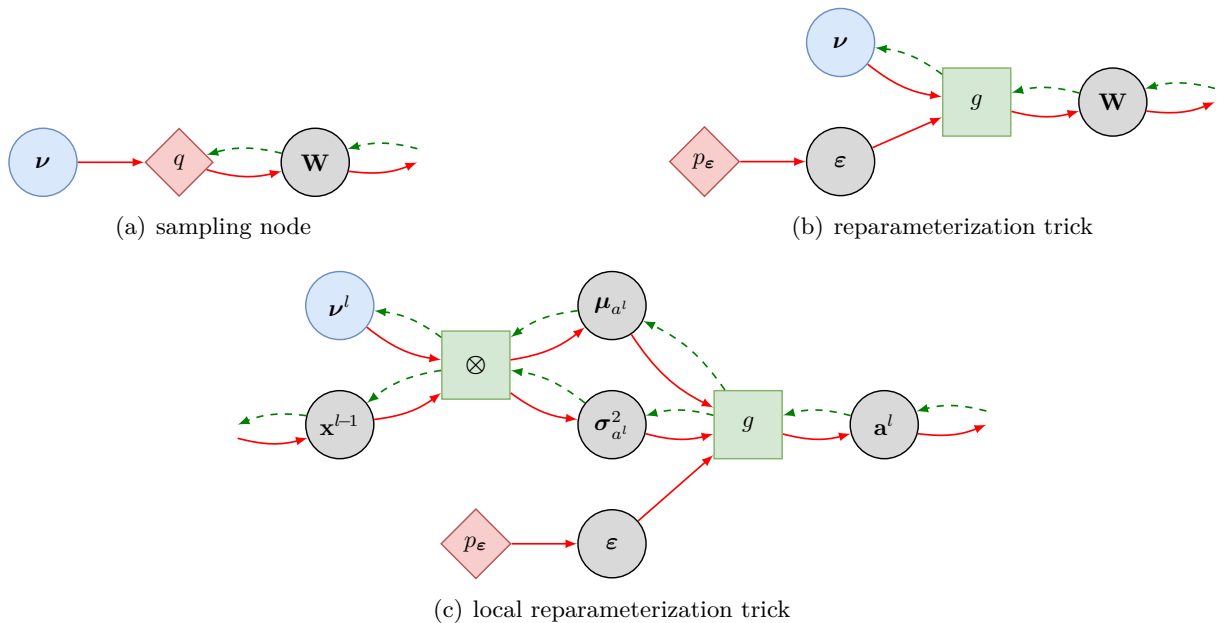 ν q W
(a) sampling node
ν
g W
p_ε ε
(b) reparameterization trick
ν^l μ_{a^l}
⊗
x^{l−1} σ²_{a^l} g a^l
p_ε ε
(c) local reparameterization trick